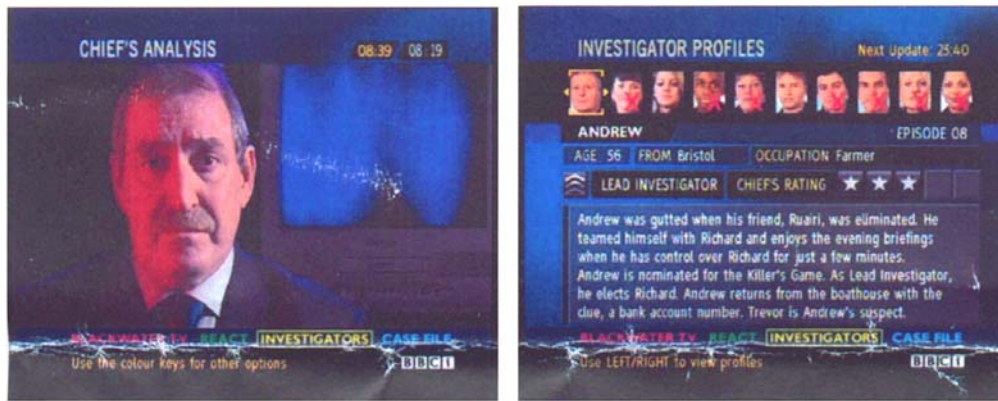 CHIEF'S ANALYSIS
08:39 08:19
BLACKWATER TV REACT INVESTIGATORS CASE FILE
Use the colour keys for other options
BBCi
INVESTIGATOR PROFILES
Next Update: 23:40
ANDREW
EPISODE 08
AGE 56 FROM Bristol OCCUPATION Farmer
LEAD INVESTIGATOR CHIEF'S RATING
Andrew was gutted when his friend, Ruairi, was eliminated. He
teamed himself with Richard and enjoys the evening briefings
when he has control over Richard for just a few minutes.
Andrew is nominated for the Killer's Game. As Lead Investigator,
he elects Richard. Andrew returns from the boathouse with the
clue, a bank account number. Trevor is Andrew's suspect.
BLACKWATER TV REACT INVESTIGATORS CASE FILE
Use LEFT/RIGHT to view profiles
BBCi